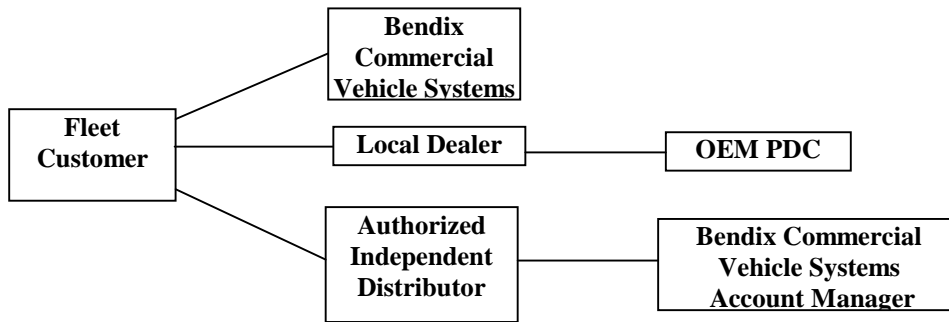 Bendix
Commercial
Vehicle Systems
Fleet
Customer
Local Dealer
OEM PDC
Authorized
Independent
Distributor
Bendix Commercial
Vehicle Systems
Account Manager